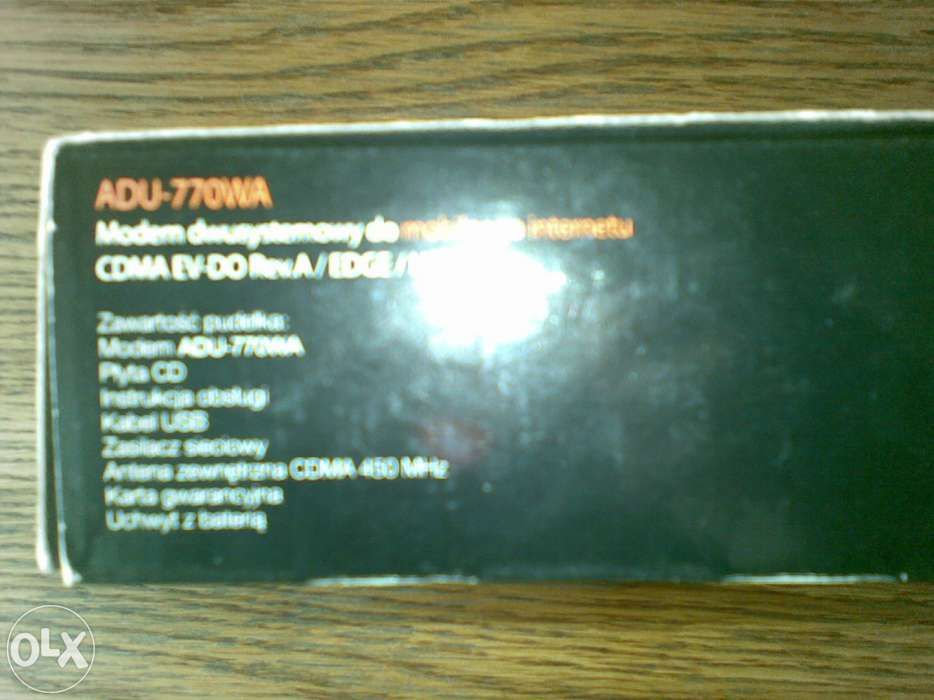 ADU-770WA
Modem dwusystemowy do internetu
CDMA EV-DO Rev.A / EDGE /
Zawartość pudełka:
Modem ADU-770WA
Płyta CD
Instrukcja obsługi
Kabel USB
Zasilacz sieciowy
Antena zewnętrzna CDMA 450 MHz
Karta gwarancyjna
Uchwyt z baterią
OLX